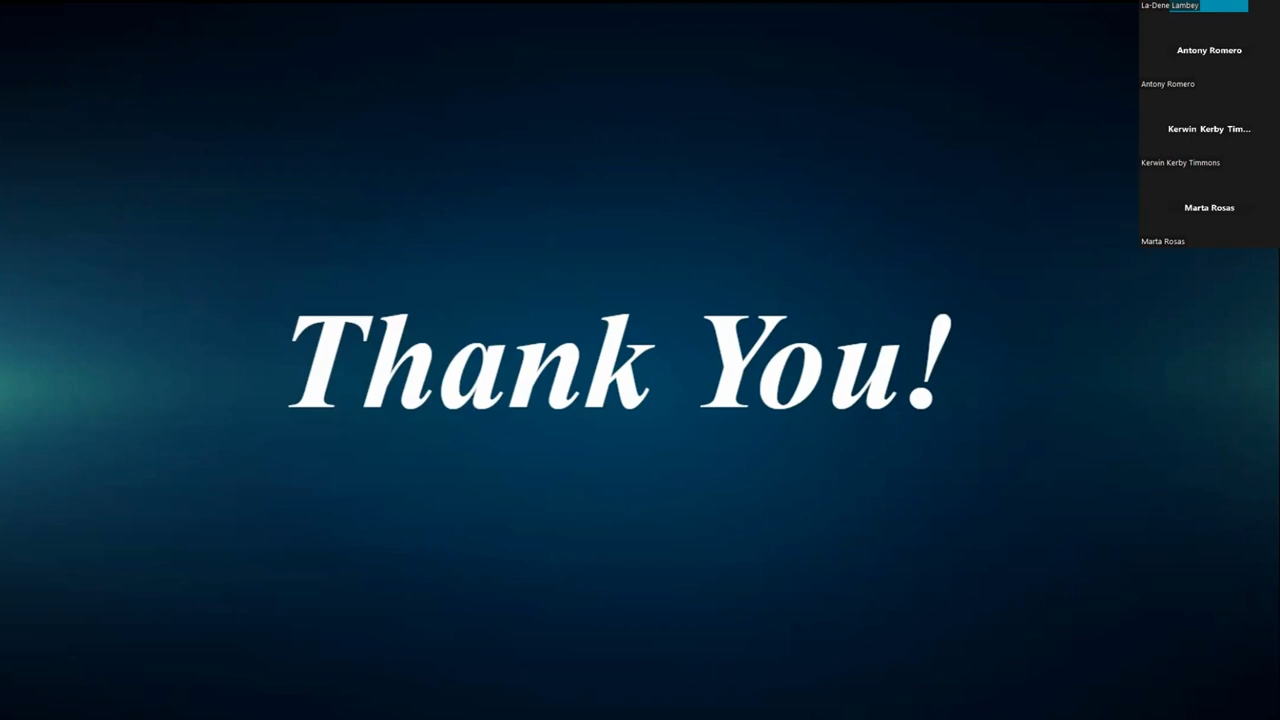 La-Dene Lambey
Antony Romero
Antony Romero
Kerwin Kerby Tim...
Kerwin Kerby Timmons
Marta Rosas
Marta Rosas
Thank You!